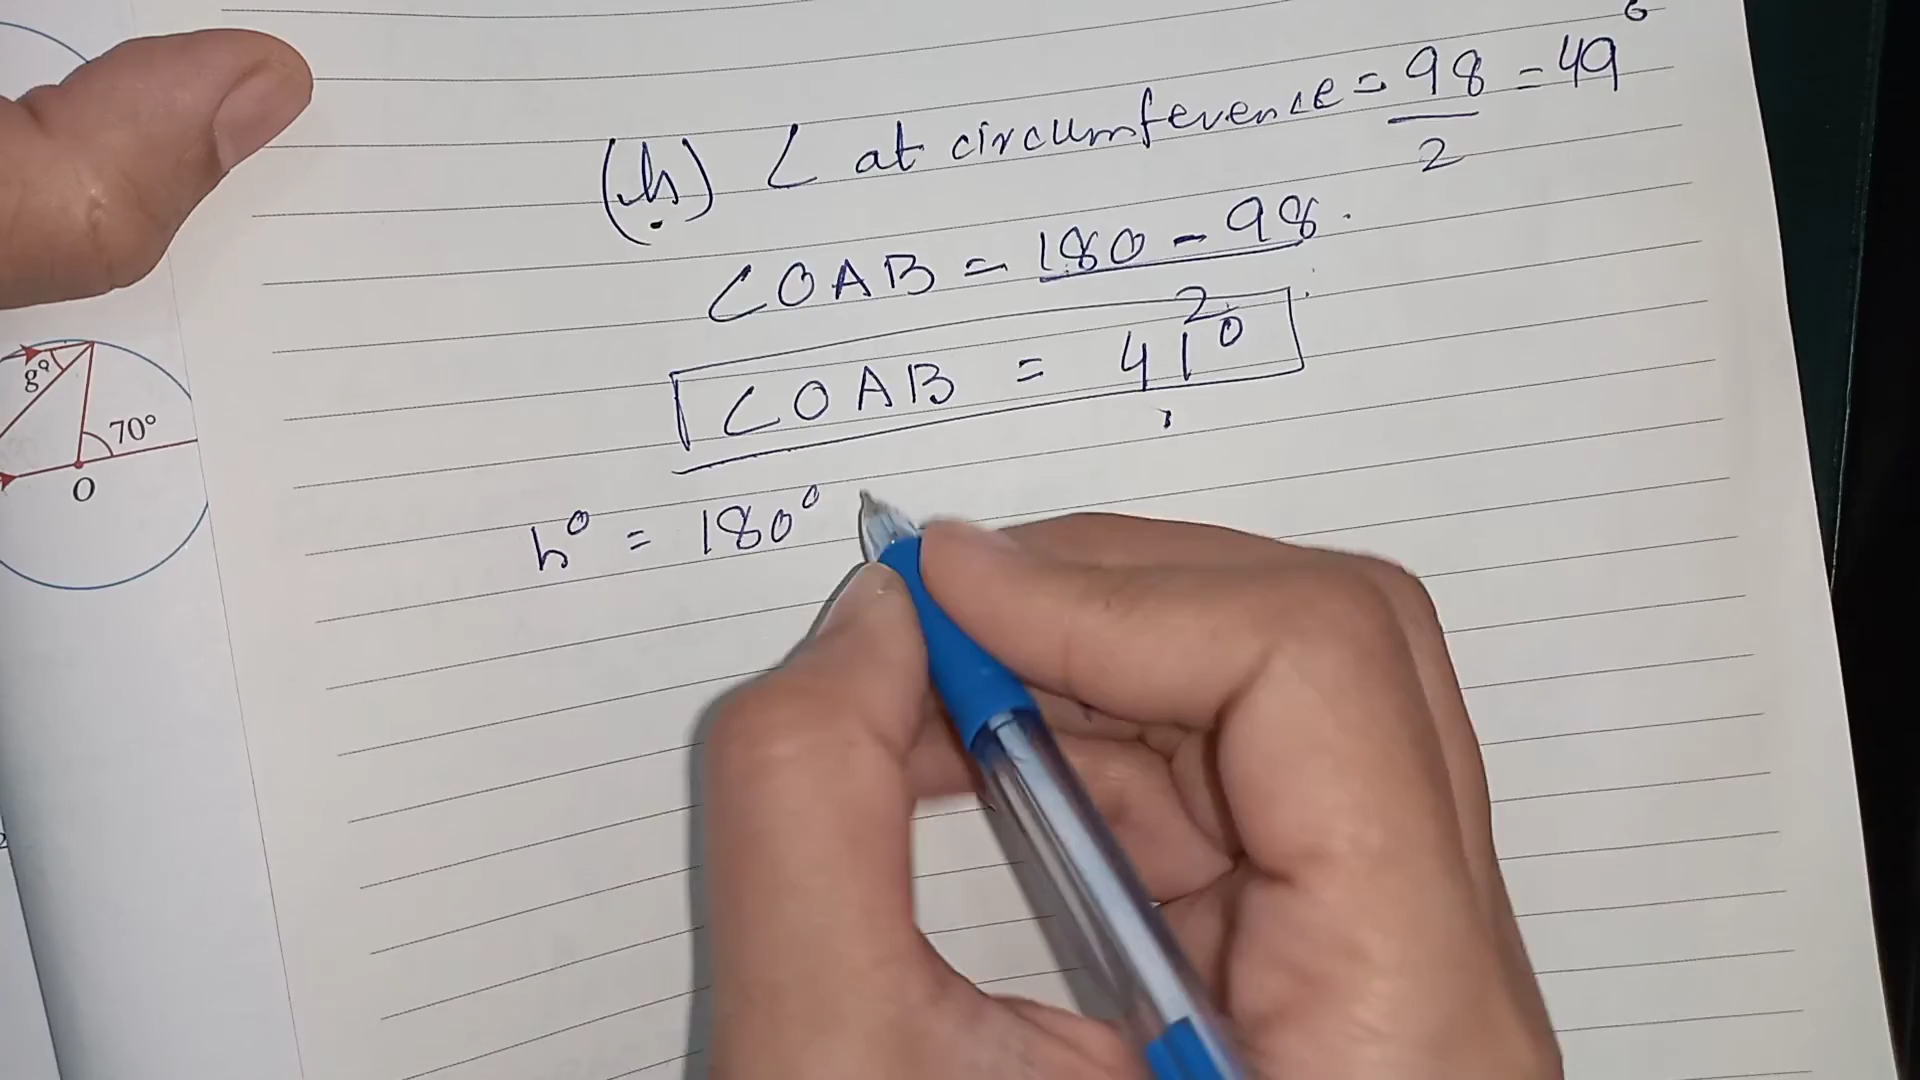 (h) ∠ at circumference = 98/2 = 49°
∠OAB = 180 - 98
2
∠OAB = 41°
h° = 180°
g°
70°
O